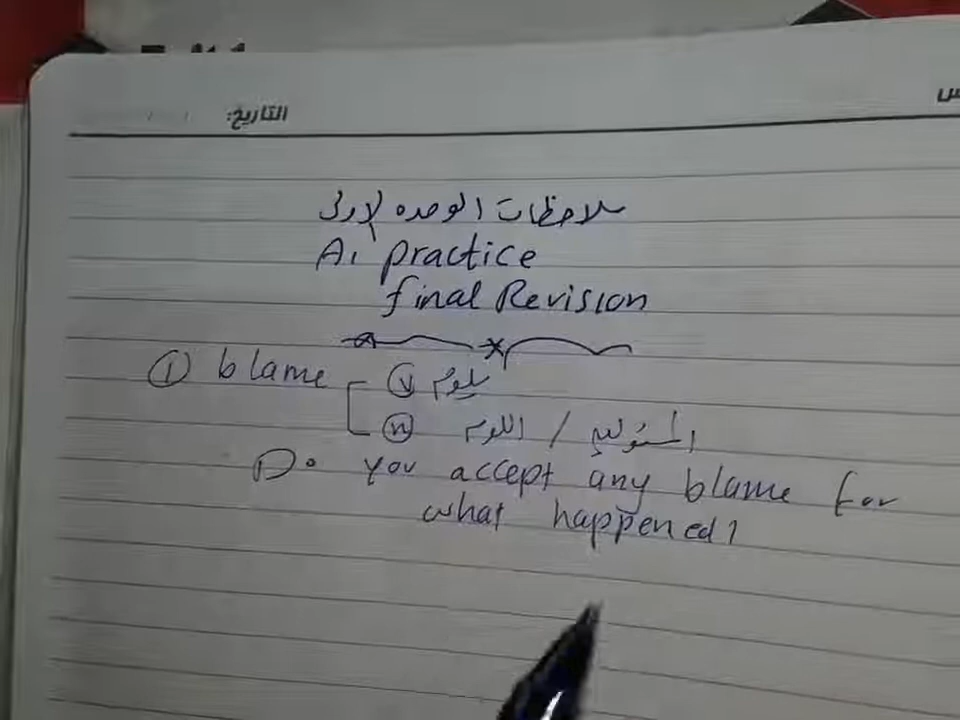 التاريخ:
ملاحظات الوحده الاولى
A1 practice
final Revision
① blame ⓥ يلوم
ⓝ المسئولية / اللوم
Do you accept any blame for
what happened?